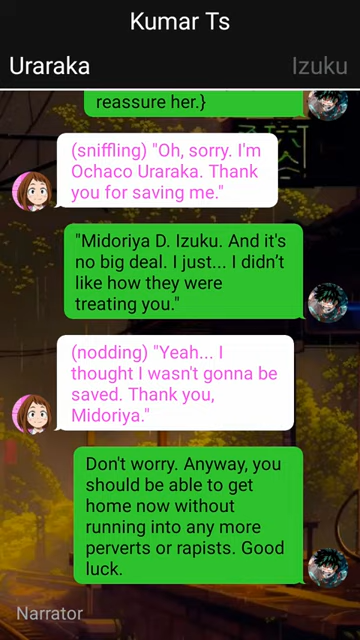 Kumar Ts
Uraraka
Izuku
reassure her.}
(sniffling) "Oh, sorry. I'm
Ochaco Uraraka. Thank
you for saving me."
"Midoriya D. Izuku. And it's
no big deal. I just... I didn't
like how they were
treating you."
(nodding) "Yeah... I
thought I wasn't gonna be
saved. Thank you,
Midoriya."
Don't worry. Anyway, you
should be able to get
home now without
running into any more
perverts or rapists. Good
luck.
Narrator